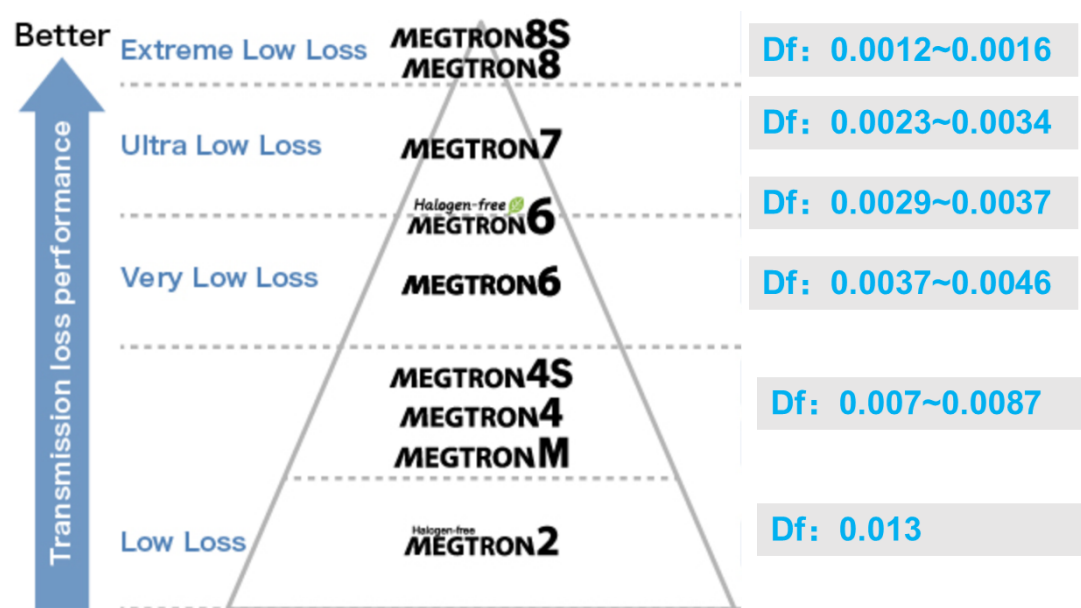 Better
Transmission loss performance
Extreme Low Loss
MEGTRON8S
MEGTRON8
Df：0.0012~0.0016
Ultra Low Loss
MEGTRON7
Df：0.0023~0.0034
Halogen-free
MEGTRON6
Df：0.0029~0.0037
Very Low Loss
MEGTRON6
Df：0.0037~0.0046
MEGTRON4S
MEGTRON4
MEGTRONM
Df：0.007~0.0087
Low Loss
Halogen-free
MEGTRON2
Df：0.013